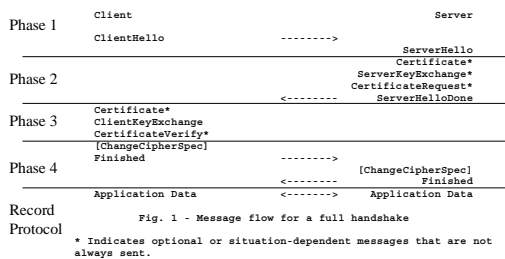 Client Server
Phase 1
ClientHello -------->
ServerHello
Certificate*
ServerKeyExchange*
Phase 2
CertificateRequest*
<-------- ServerHelloDone
Certificate*
Phase 3
ClientKeyExchange
CertificateVerify*
[ChangeCipherSpec]
Finished -------->
Phase 4
[ChangeCipherSpec]
<-------- Finished
Application Data <-------> Application Data
Record
Protocol
Fig. 1 - Message flow for a full handshake
* Indicates optional or situation-dependent messages that are not
always sent.